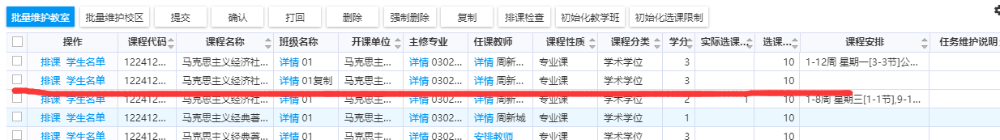 批量维护教室 批量维护校区 提交 确认 打回 删除 强制删除 复制 排课检查 初始化教学班 初始化选课限制
操作 课程代码 课程名称 班级名称 开课单位 主修专业 任课教师 课程性质 课程分类 学分 实际选课... 选课... 课程安排 任务维护说明
排课 学生名单 122412... 马克思主义经济社... 详情 01 马克思主... 详情 0302... 详情 周新... 专业课 学术学位 3 10 1-12周 星期一[3-3节]公...
排课 学生名单 122412... 马克思主义经济社... 详情 01复制 马克思主... 详情 0302... 详情 周新... 专业课 学术学位 3 10
排课 学生名单 122412... 马克思主义经济社... 详情 01 马克思主... 详情 0302... 详情 周新... 专业课 学术学位 2 1 10 1-8周 星期三[1-1节],9-1...
排课 学生名单 122412... 马克思主义经典著... 详情 01 马克思主... 详情 0302... 详情 周新城 专业课 学术学位 1 10
排课 学生名单 122412... 马克思主义经典著... 详情 01 马克思主... 详情 0302... 安排教师 专业课 学术学位 3 10